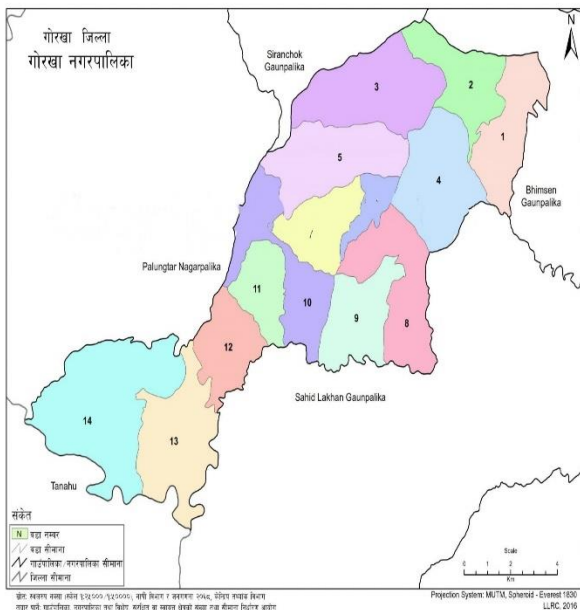 गोरखा जिल्ला
गोरखा नगरपालिका
Siranchok
Gaunpalika
N
3
2
1
5
4
Bhimsen
Gaunpalika
Palungtar Nagarpalika
11
10
9
8
12
Sahid Lakhan Gaunpalika
14
13
Tanahu
संकेत
N वडा नम्बर
वडा सीमाना
गाउँपालिका/नगरपालिका सीमाना
जिल्ला सीमाना
Scale
Km
Projection System: MUTM, Spheroid - Everest 1830
LLRC, 2016